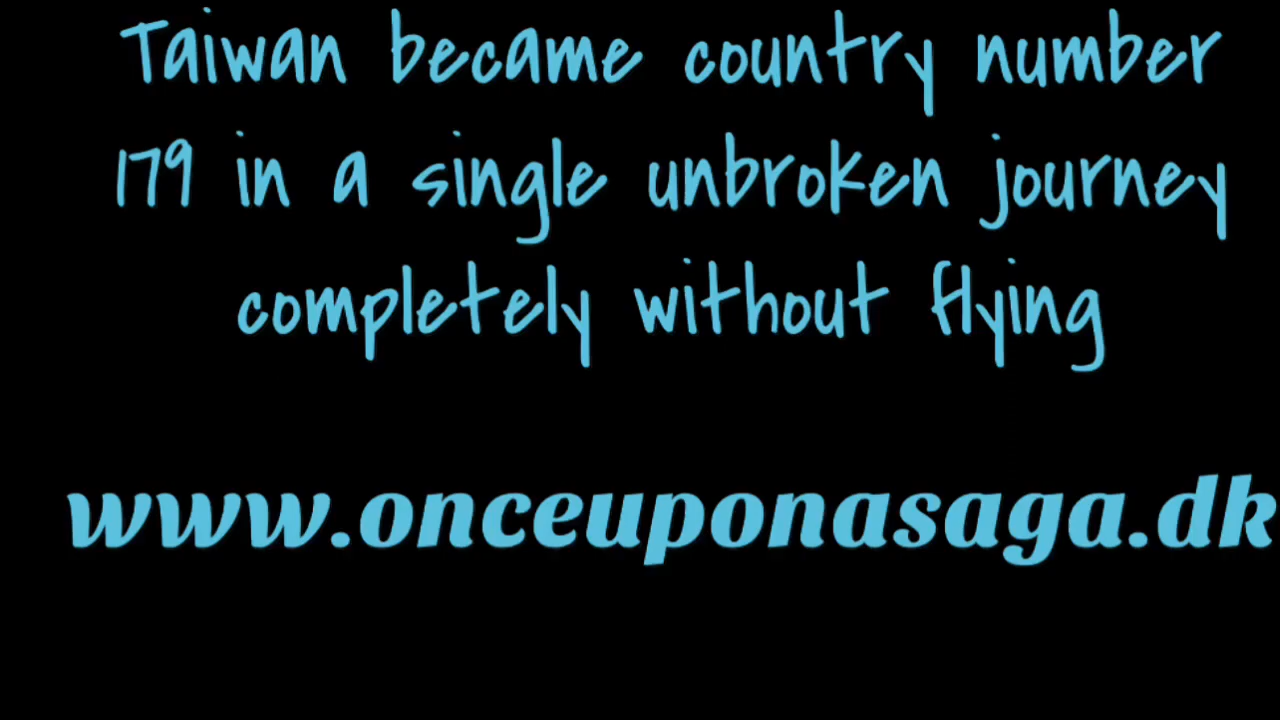 Taiwan became country number
179 in a single unbroken journey
completely without flying
www.onceuponasaga.dk